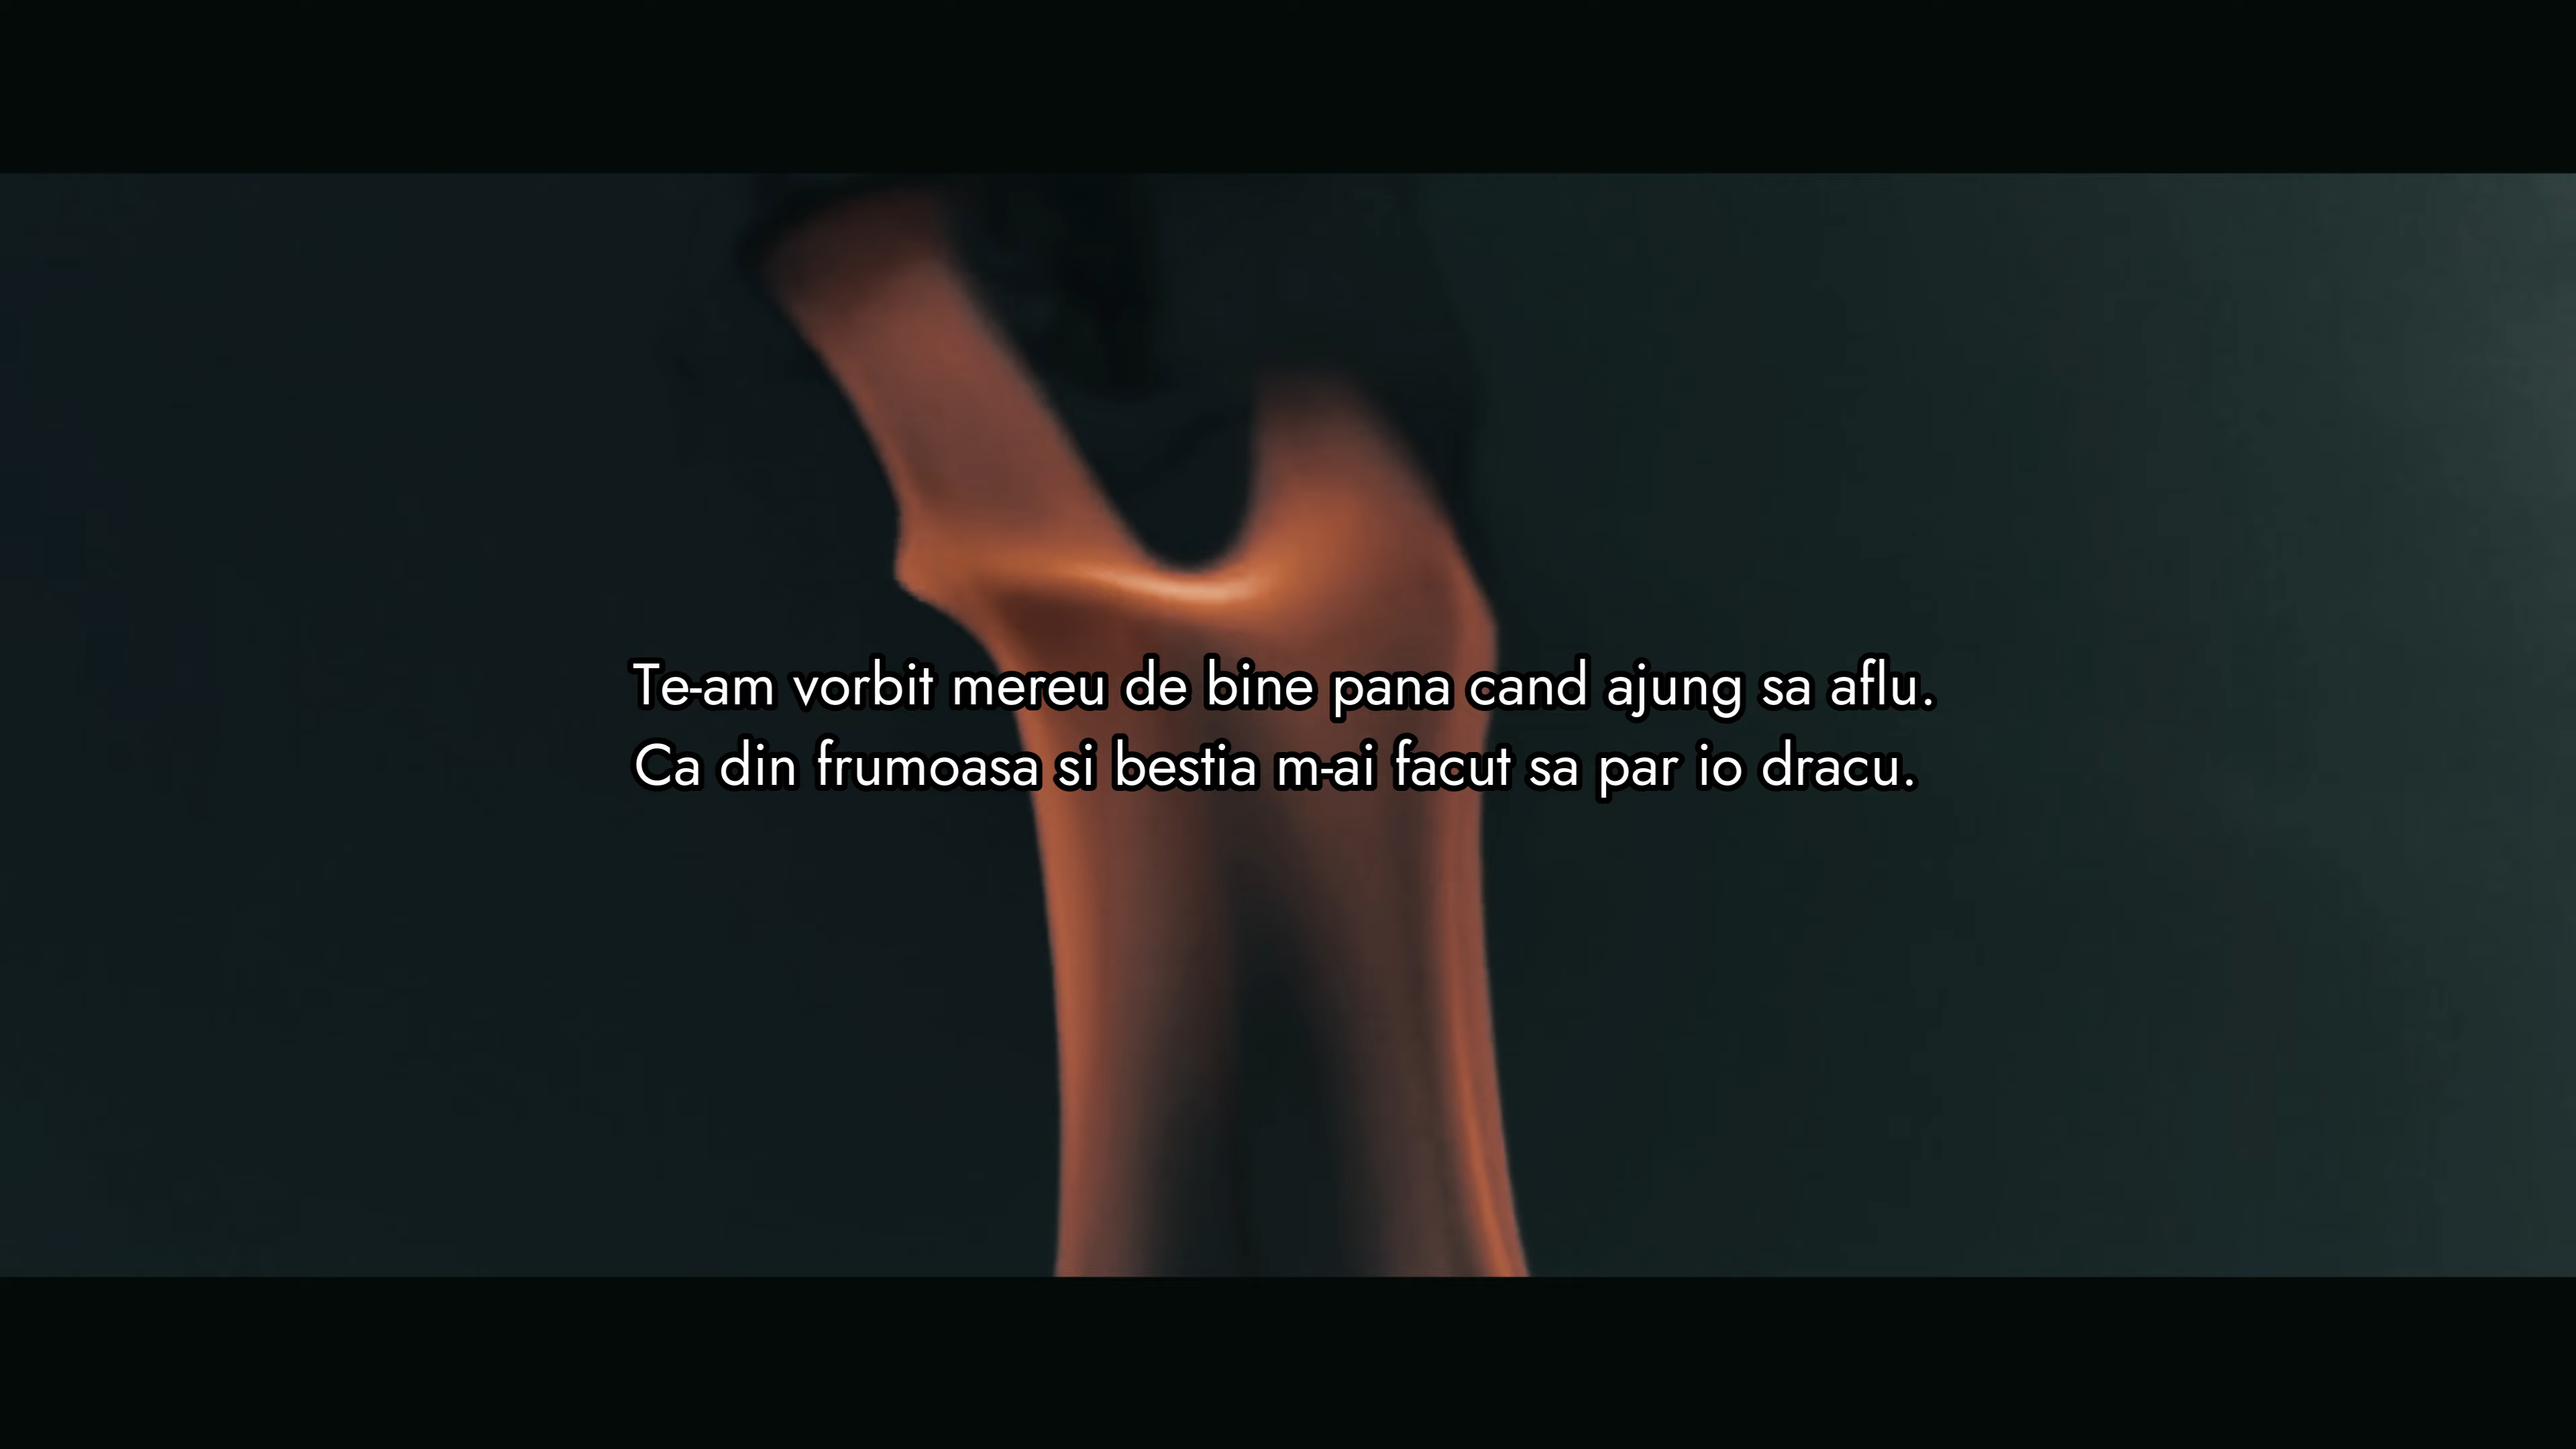 Te-am vorbit mereu de bine pana cand ajung sa aflu.
Ca din frumoasa si bestia m-ai facut sa par io dracu.